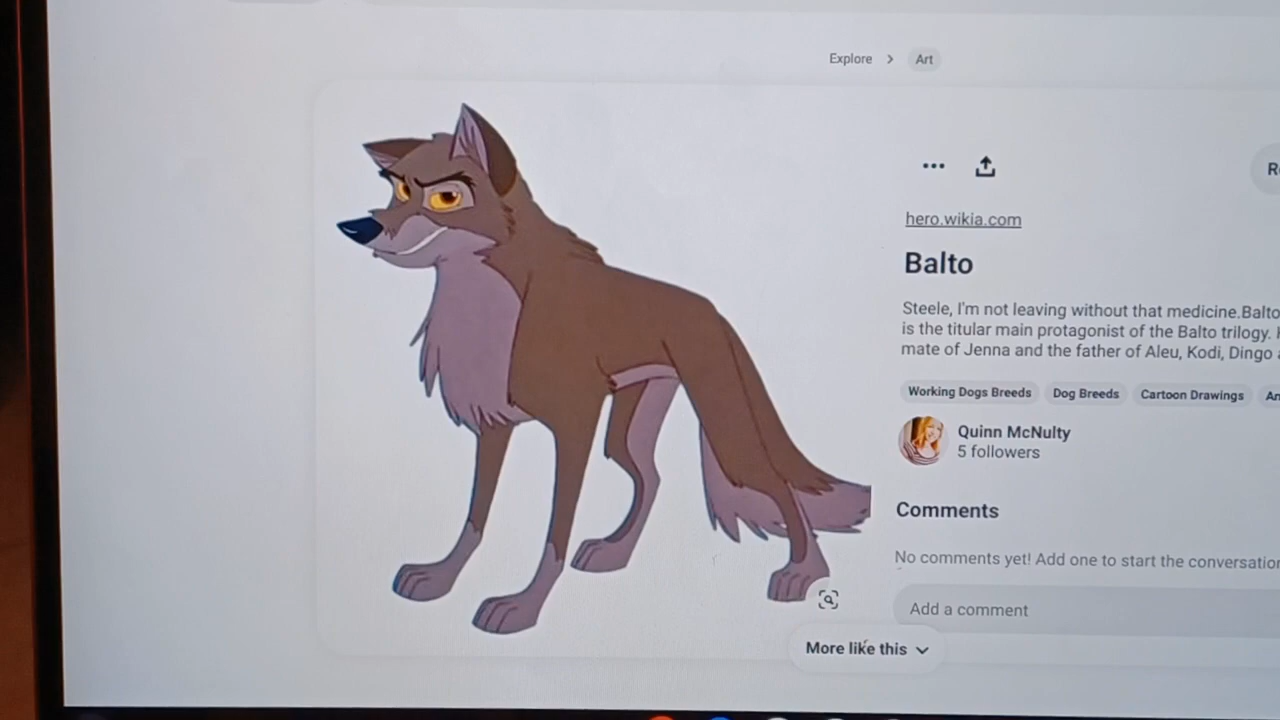 Explore > Art
hero.wikia.com
Balto
Steele, I'm not leaving without that medicine.Balto
is the titular main protagonist of the Balto trilogy.
mate of Jenna and the father of Aleu, Kodi, Dingo
Working Dogs Breeds Dog Breeds Cartoon Drawings
Quinn McNulty
5 followers
Comments
No comments yet! Add one to start the conversation
Add a comment
More like this